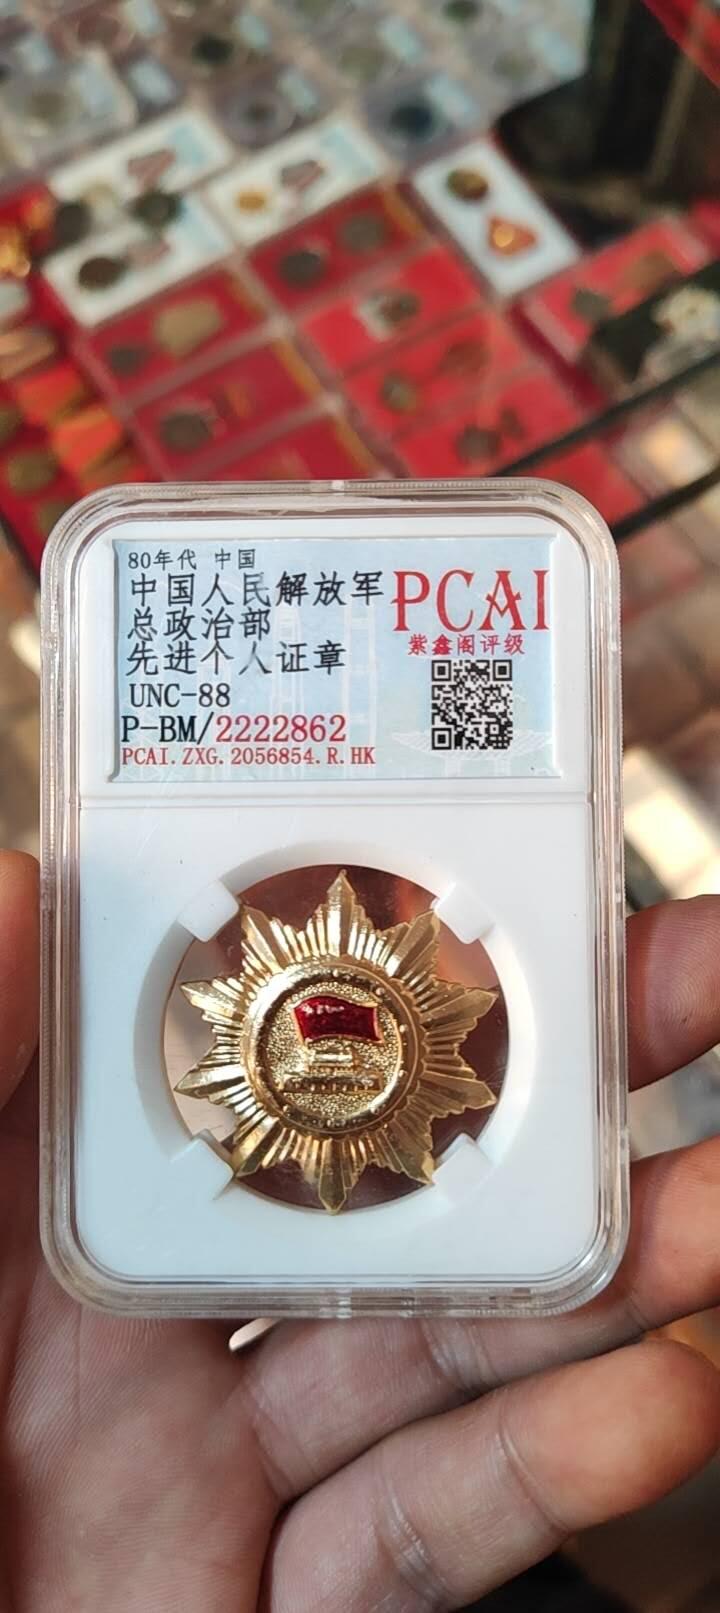 80年代 中国
中国人民解放军
总政治部
先进个人证章
UNC-88
P-BM/2222862
PCAI.ZXG.2056854.R.HK
PCAI
紫鑫阁评级